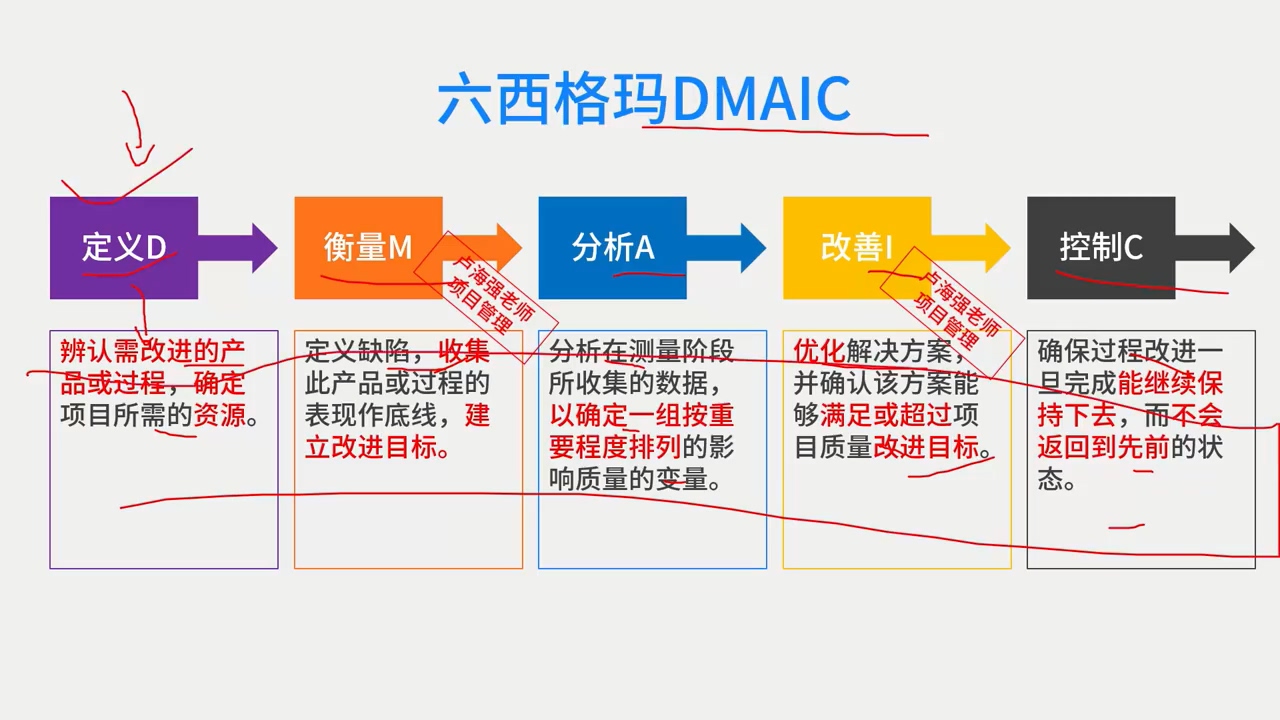 六西格玛DMAIC
定义D
衡量M
分析A
改善I
控制C
卢海强老师
项目管理
卢海强老师
项目管理
辨认需改进的产
品或过程，确定
项目所需的资源。
定义缺陷，收集
此产品或过程的
表现作底线，建
立改进目标。
分析在测量阶段
所收集的数据，
以确定一组按重
要程度排列的影
响质量的变量。
优化解决方案，
并确认该方案能
够满足或超过项
目质量改进目标。
确保过程改进一
旦完成能继续保
持下去，而不会
返回到先前的状
态。